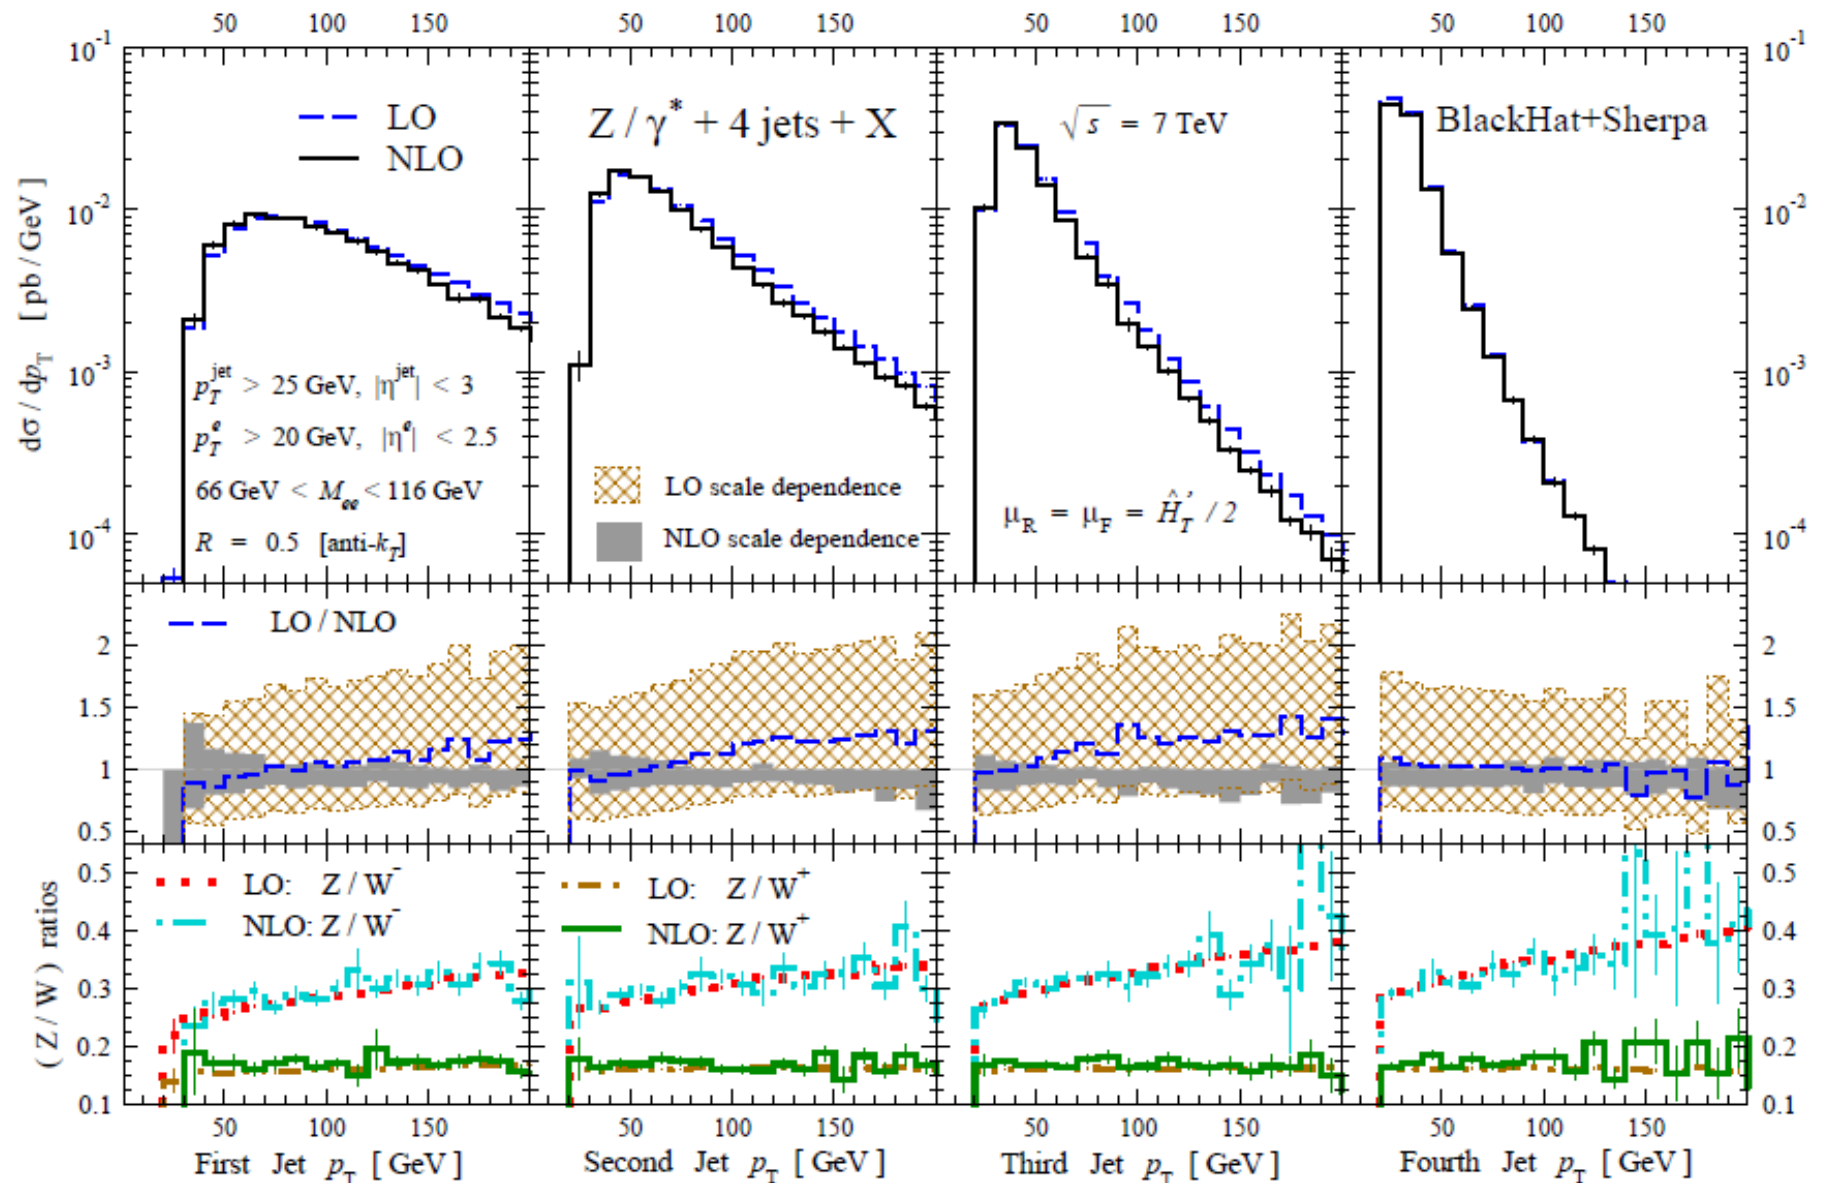 50 100 150 50 100 150 50 100 150 50 100 150
10^-1 10^-1
LO
NLO
Z / γ* + 4 jets + X
√s = 7 TeV
BlackHat+Sherpa
10^-2 10^-2
dσ / dp_T [ pb / GeV ]
10^-3 10^-3
p_T^jet > 25 GeV, |η^jet| < 3
p_T^e > 20 GeV, |η^e| < 2.5
66 GeV < M_ee < 116 GeV
R = 0.5 [anti-k_T]
LO scale dependence
NLO scale dependence
μ_R = μ_F = Ĥ_T' / 2
10^-4 10^-4
LO / NLO
2 2
1.5 1.5
1 1
0.5 0.5
( Z / W ) ratios
LO: Z / W^-
NLO: Z / W^-
LO: Z / W^+
NLO: Z / W^+
0.5 0.5
0.4 0.4
0.3 0.3
0.2 0.2
0.1 0.1
50 100 150 50 100 150 50 100 150 50 100 150
First Jet p_T [ GeV ]
Second Jet p_T [ GeV ]
Third Jet p_T [ GeV ]
Fourth Jet p_T [ GeV ]